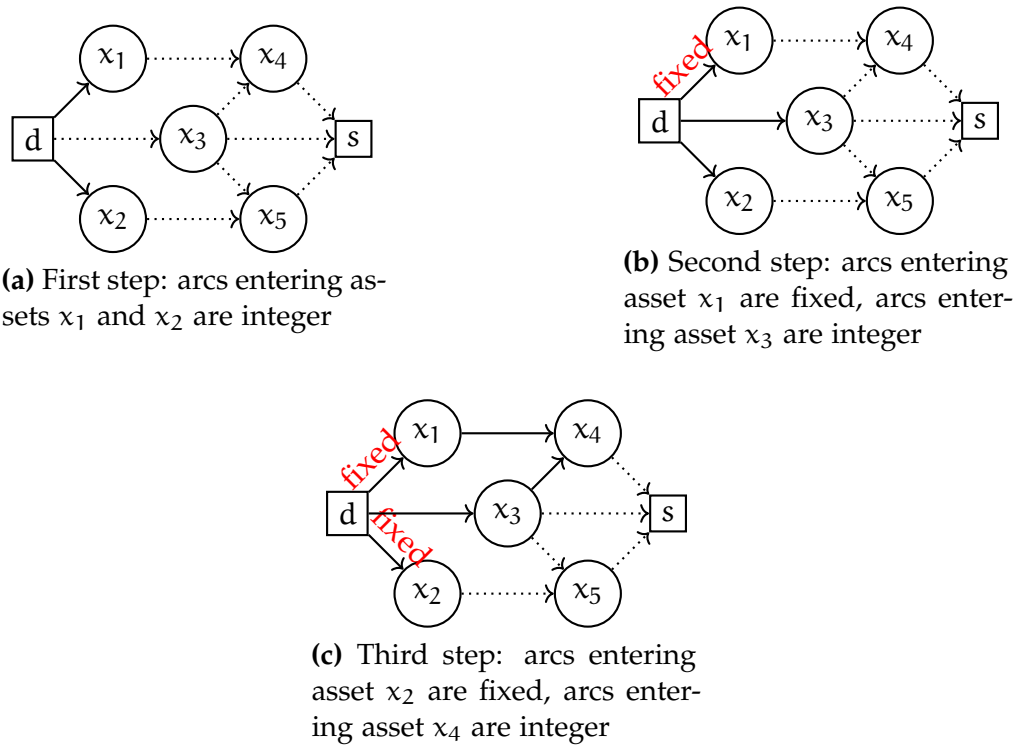 x₁ x₄
d x₃ s
x₂ x₅
(a) First step: arcs entering as-
sets x₁ and x₂ are integer
fixed x₁ x₄
d x₃ s
x₂ x₅
(b) Second step: arcs entering
asset x₁ are fixed, arcs enter-
ing asset x₃ are integer
fixed x₁ x₄
d x₃ s
fixed x₂ x₅
(c) Third step: arcs entering
asset x₂ are fixed, arcs enter-
ing asset x₄ are integer